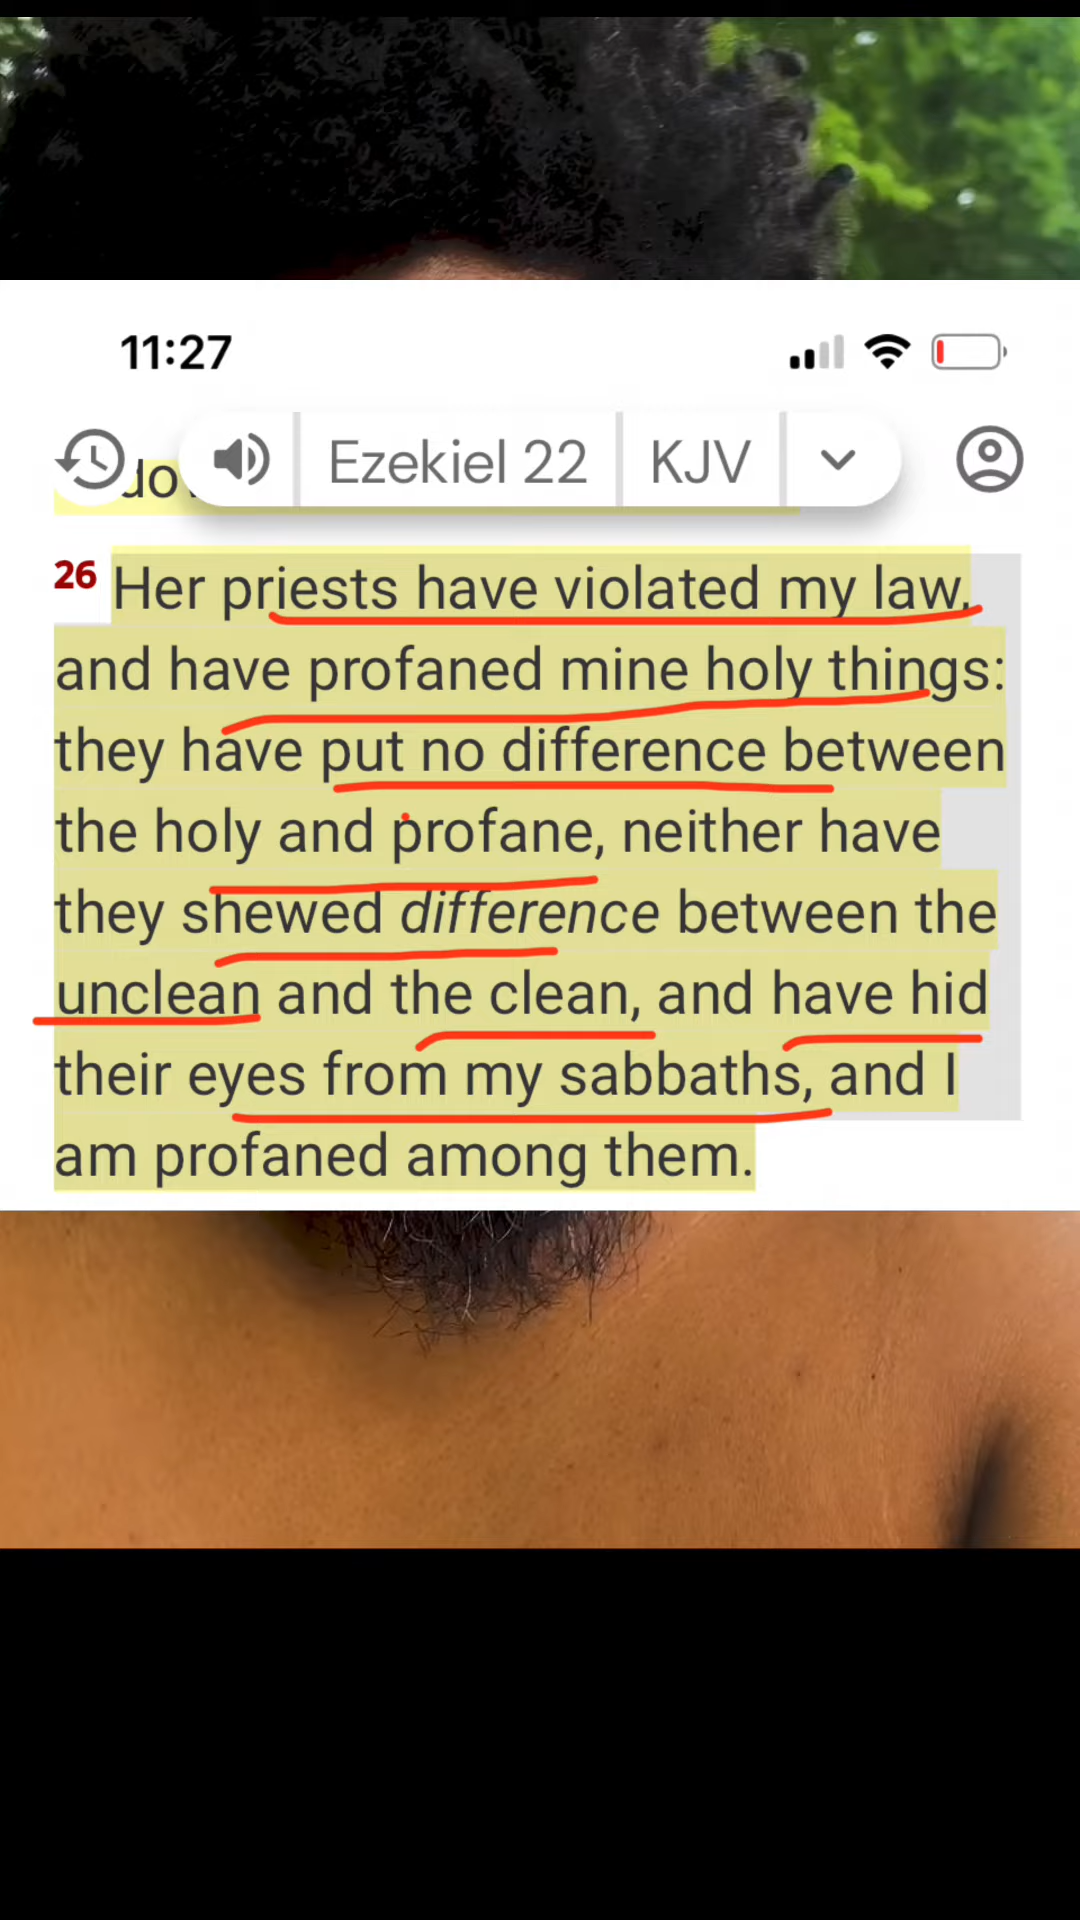 11:27
Ezekiel 22 KJV
26 Her priests have violated my law,
and have profaned mine holy things:
they have put no difference between
the holy and profane, neither have
they shewed difference between the
unclean and the clean, and have hid
their eyes from my sabbaths, and I
am profaned among them.